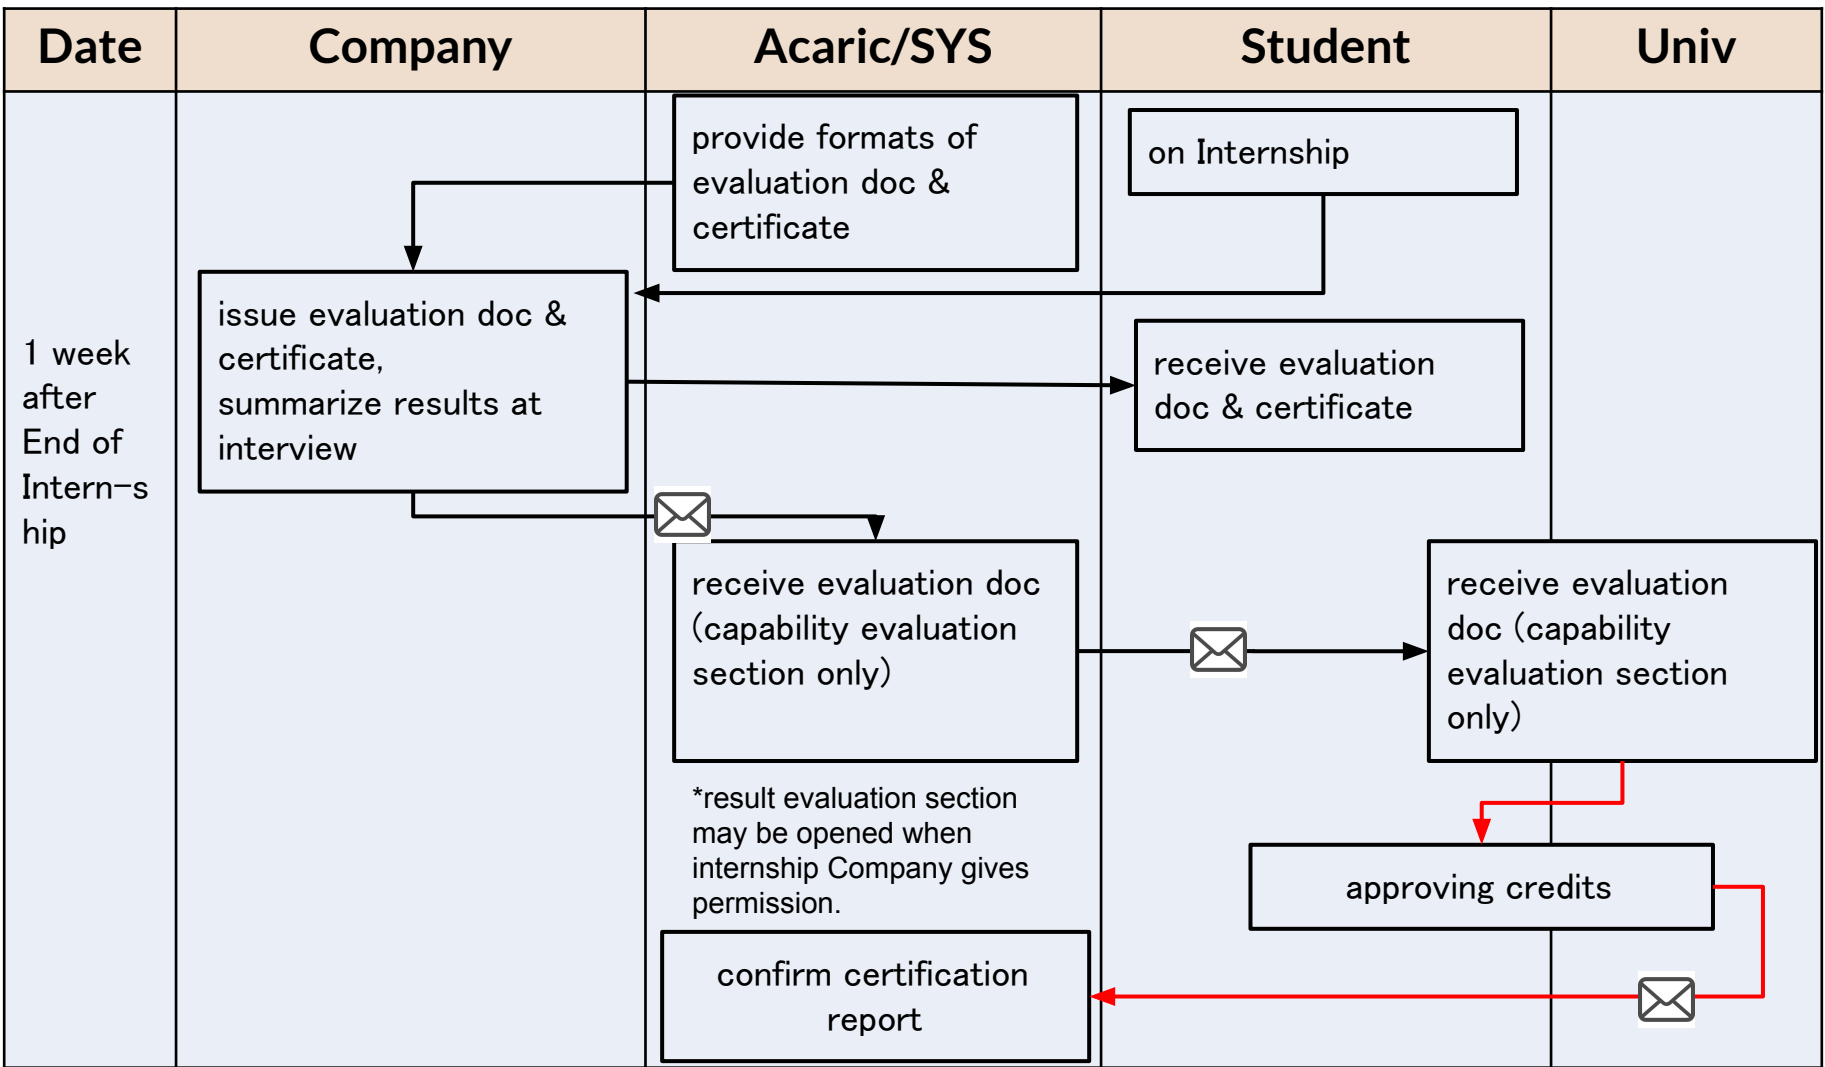 Date
Company
Acaric/SYS
Student
Univ
provide formats of
evaluation doc &
certificate
on Internship
issue evaluation doc &
certificate,
summarize results at
interview
1 week
after
End of
Intern-s
hip
receive evaluation
doc & certificate
receive evaluation doc
(capability evaluation
section only)
receive evaluation
doc (capability
evaluation section
only)
*result evaluation section
may be opened when
internship Company gives
permission.
approving credits
confirm certification
report